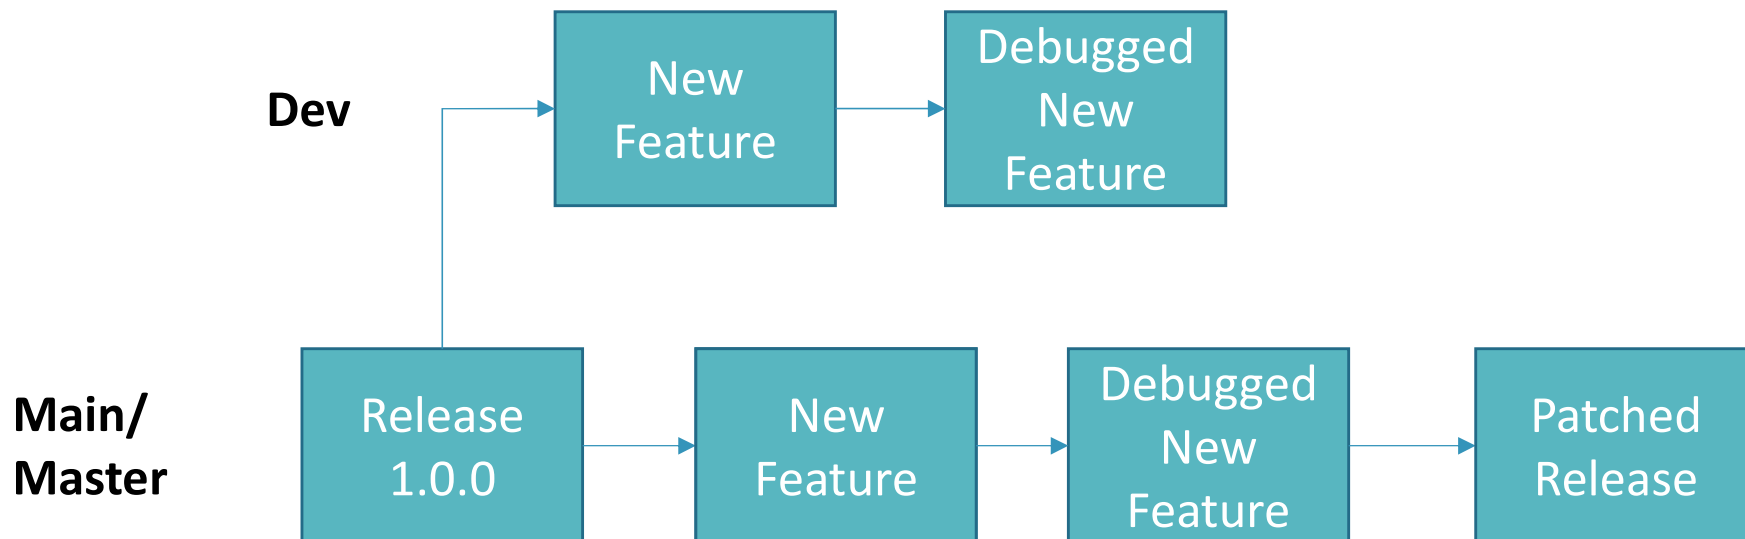 Dev
New
Feature
Debugged
New
Feature
Main/
Master
Release
1.0.0
New
Feature
Debugged
New
Feature
Patched
Release